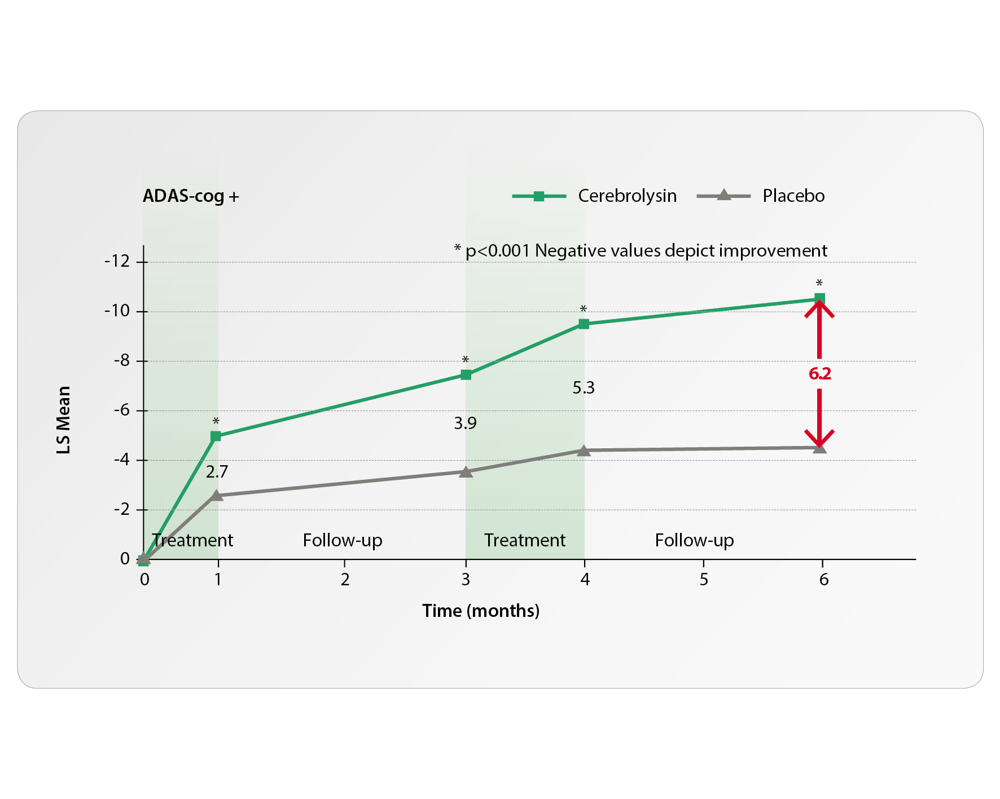 ADAS-cog +
Cerebrolysin
Placebo
* p<0.001 Negative values depict improvement
-12
-10
-8
-6
-4
-2
0
LS Mean
*
*
*
*
2.7
3.9
5.3
6.2
Treatment
Follow-up
Treatment
Follow-up
0 1 2 3 4 5 6
Time (months)